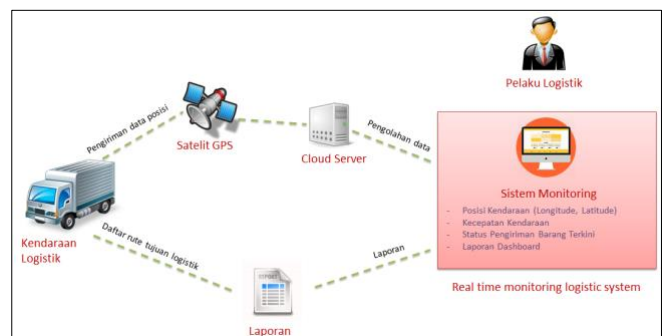 Pelaku Logistik
Pengiriman data posisi
Satelit GPS
Cloud Server
Pengolahan data
Kendaraan
Logistik
Sistem Monitoring
- Posisi Kendaraan (Longitude, Latitude)
- Kecepatan Kendaraan
- Status Pengiriman Barang Terkini
- Laporan Dashboard
Daftar rute tujuan logistik
REPORT
Laporan
Laporan
Real time monitoring logistic system